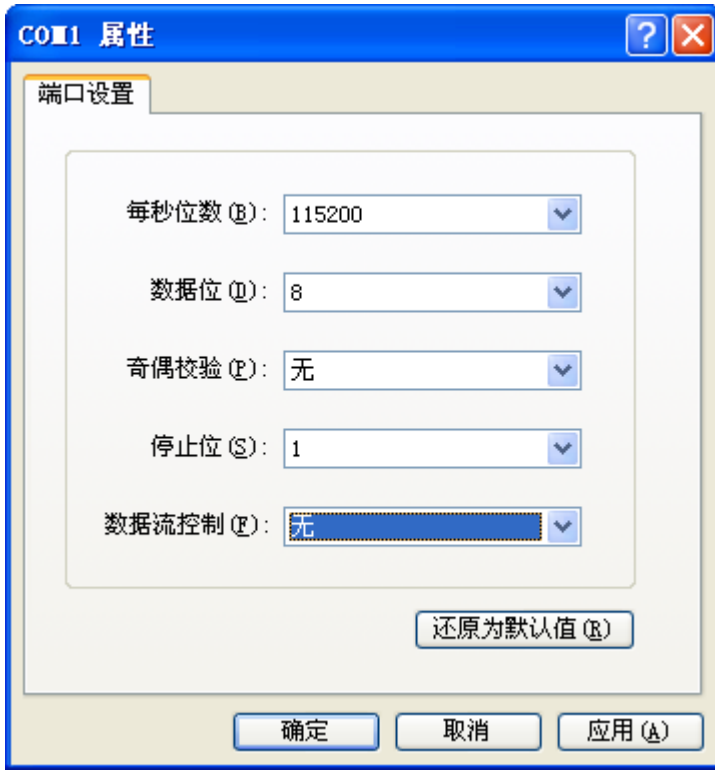 COM1 属性
端口设置
每秒位数(B): 115200
数据位(D): 8
奇偶校验(P): 无
停止位(S): 1
数据流控制(F): 无
还原为默认值(R)
确定 取消 应用(A)